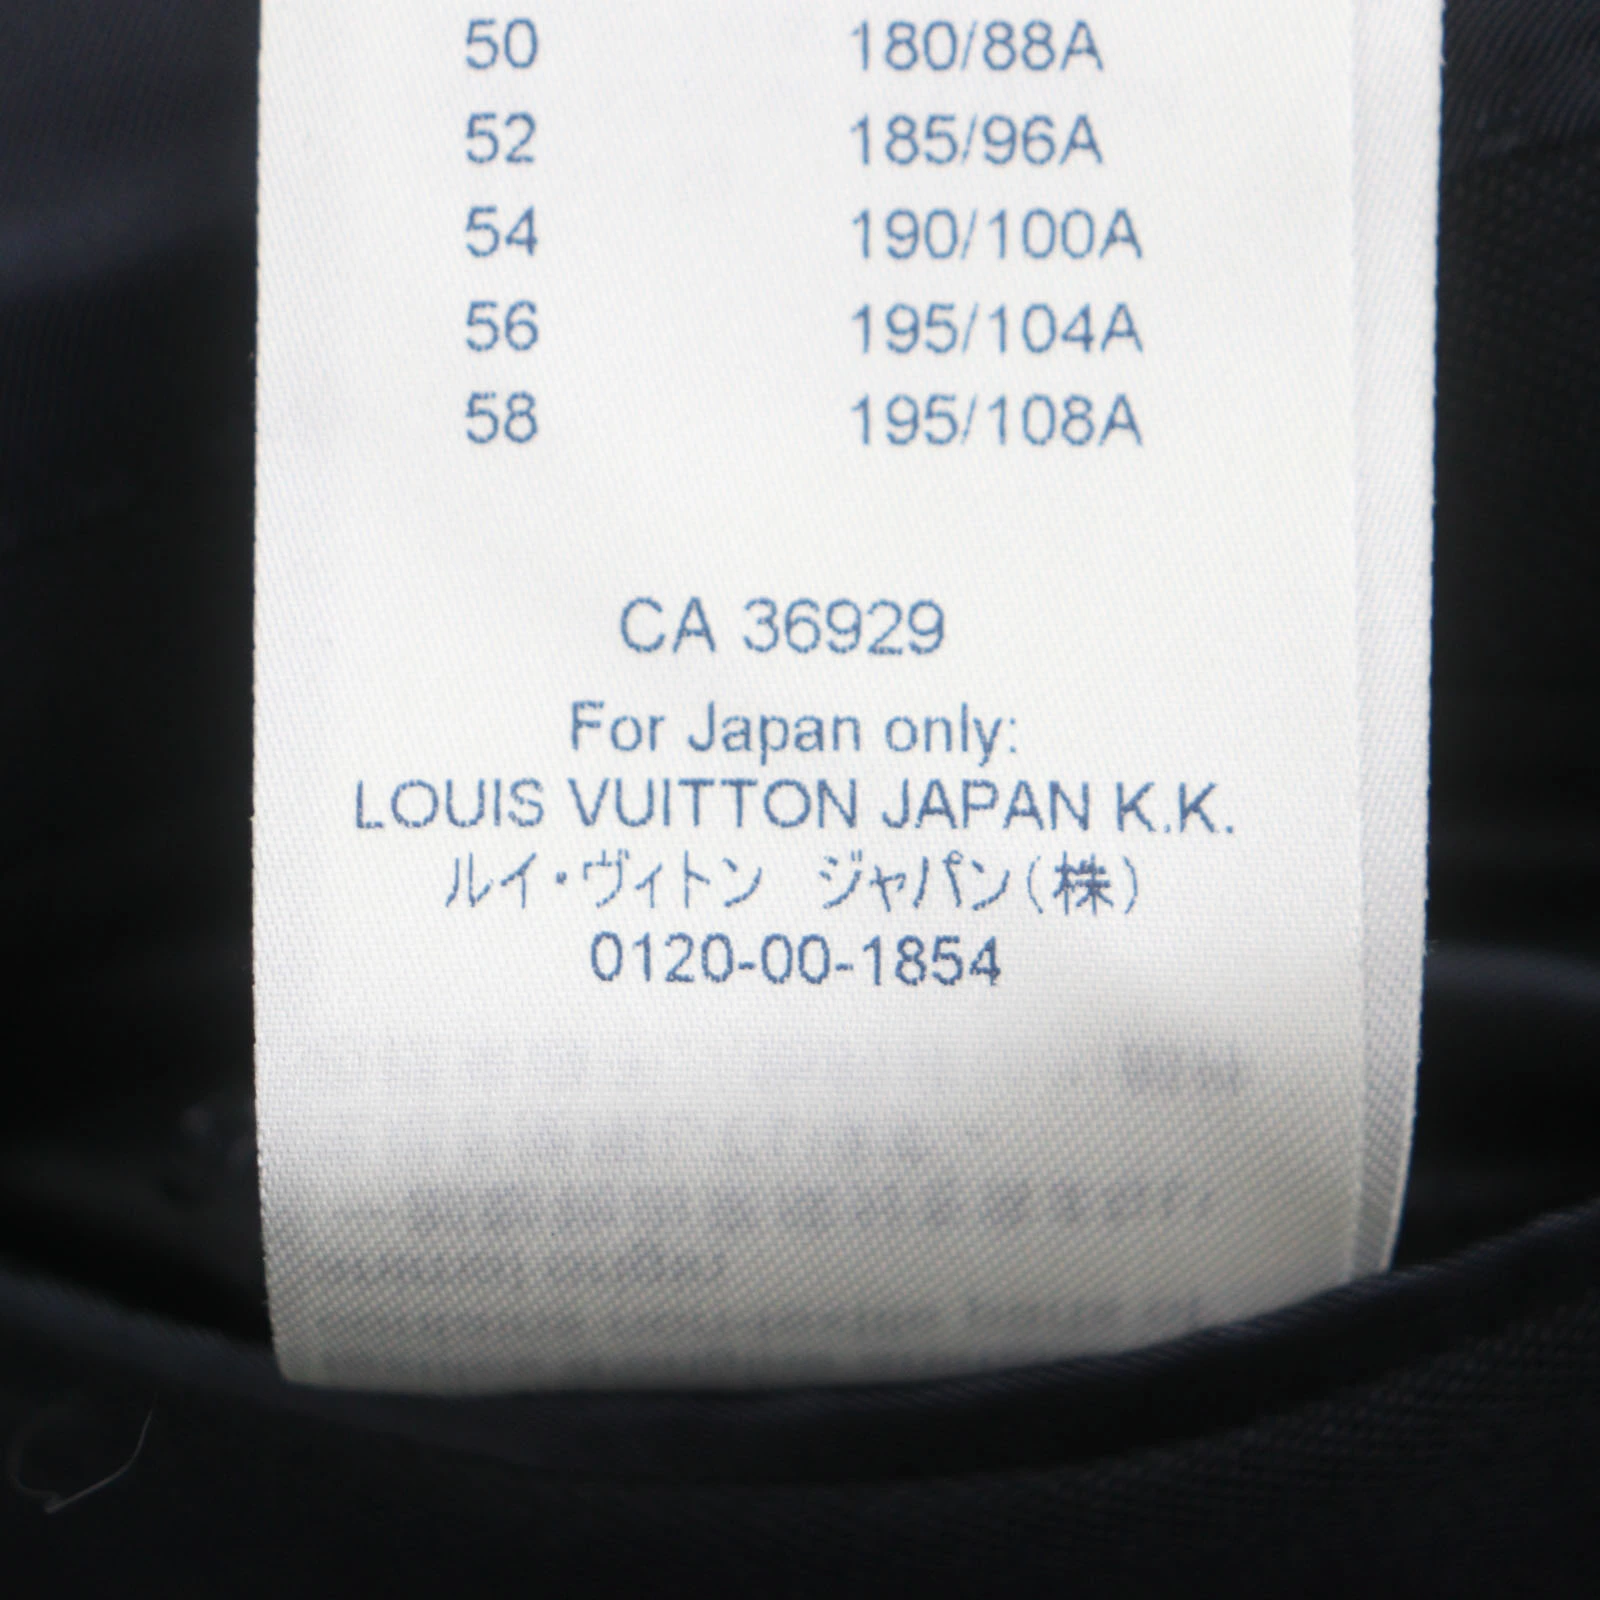 50 180/88A
52 185/96A
54 190/100A
56 195/104A
58 195/108A
CA 36929
For Japan only:
LOUIS VUITTON JAPAN K.K.
ルイ・ヴィトン　ジャパン(株)
0120-00-1854